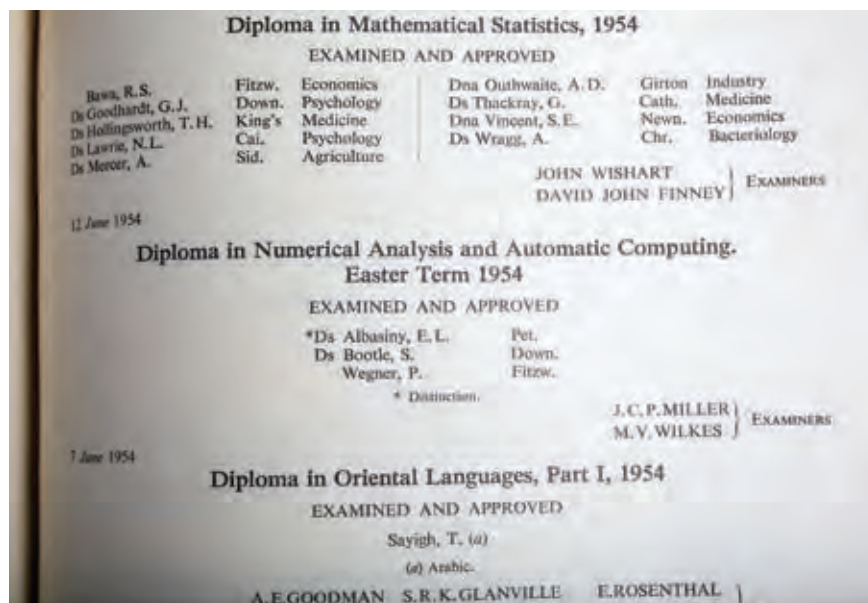 Diploma in Mathematical Statistics, 1954
EXAMINED AND APPROVED
Bawa, R.S. Fitzw. Economics
Ds Goodhardt, G.J. Down. Psychology
Ds Hollingsworth, T.H. King's Medicine
Ds Lawrie, N.L. Cai. Psychology
Ds Mercer, A. Sid. Agriculture
Dna Outhwaite, A.D. Girton Industry
Ds Thackray, G. Cath. Medicine
Dna Vincent, S.E. Newn. Economics
Ds Wragg, A. Chr. Bacteriology
JOHN WISHART
DAVID JOHN FINNEY } EXAMINERS
12 June 1954
Diploma in Numerical Analysis and Automatic Computing.
Easter Term 1954
EXAMINED AND APPROVED
*Ds Albasiny, E.L. Pet.
Ds Bootle, S. Down.
Wegner, P. Fitzw.
* Distinction.
J.C.P. MILLER
M.V. WILKES } EXAMINERS
7 June 1954
Diploma in Oriental Languages, Part I, 1954
EXAMINED AND APPROVED
Sayigh, T. (a)
(a) Arabic.
A.E. GOODMAN S.R.K. GLANVILLE E. ROSENTHAL